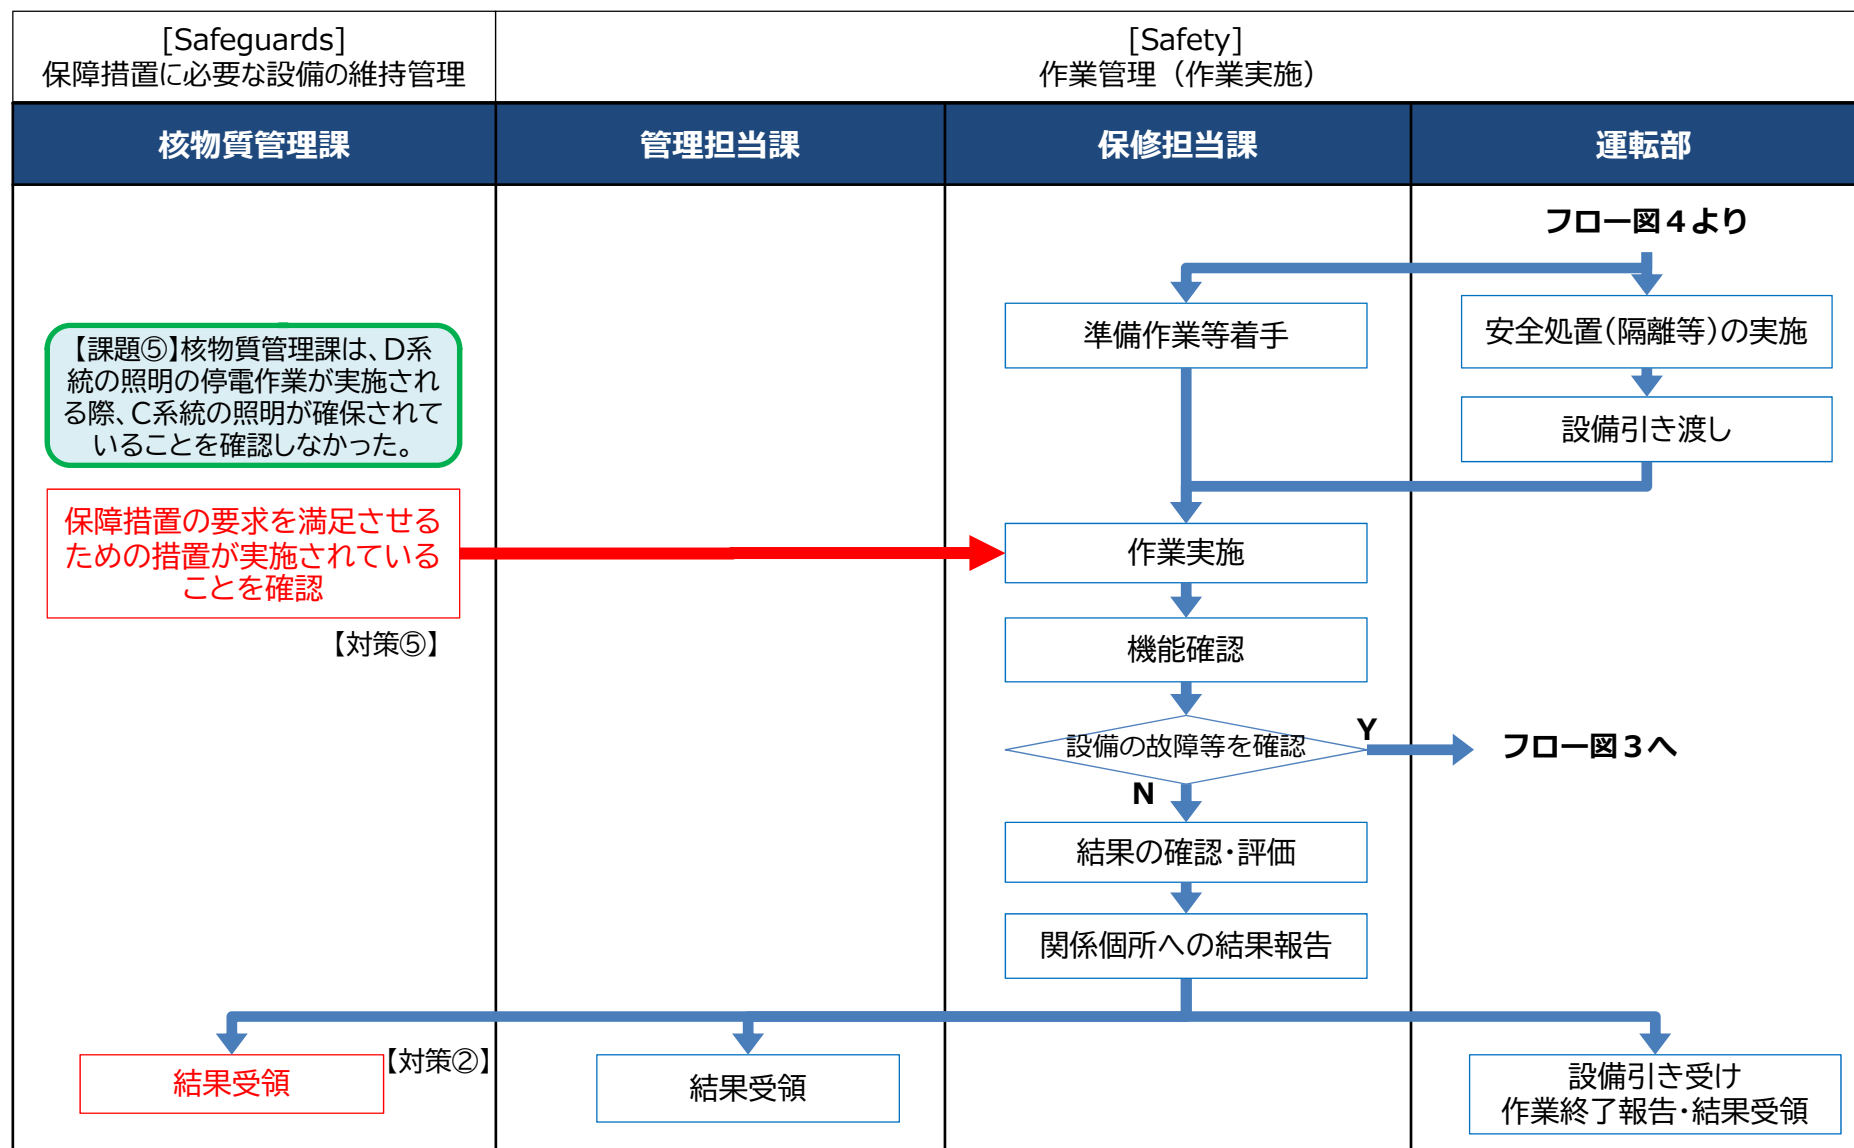 [Safeguards]
保障措置に必要な設備の維持管理
[Safety]
作業管理（作業実施）
核物質管理課
管理担当課
保修担当課
運転部
フロー図４より
準備作業等着手
安全処置(隔離等)の実施
設備引き渡し
【課題⑤】核物質管理課は、D系
統の照明の停電作業が実施され
る際、C系統の照明が確保されて
いることを確認しなかった。
保障措置の要求を満足させる
ための措置が実施されている
ことを確認
【対策⑤】
作業実施
機能確認
設備の故障等を確認
Y
フロー図３へ
N
結果の確認・評価
関係個所への結果報告
結果受領
【対策②】
結果受領
設備引き受け
作業終了報告・結果受領